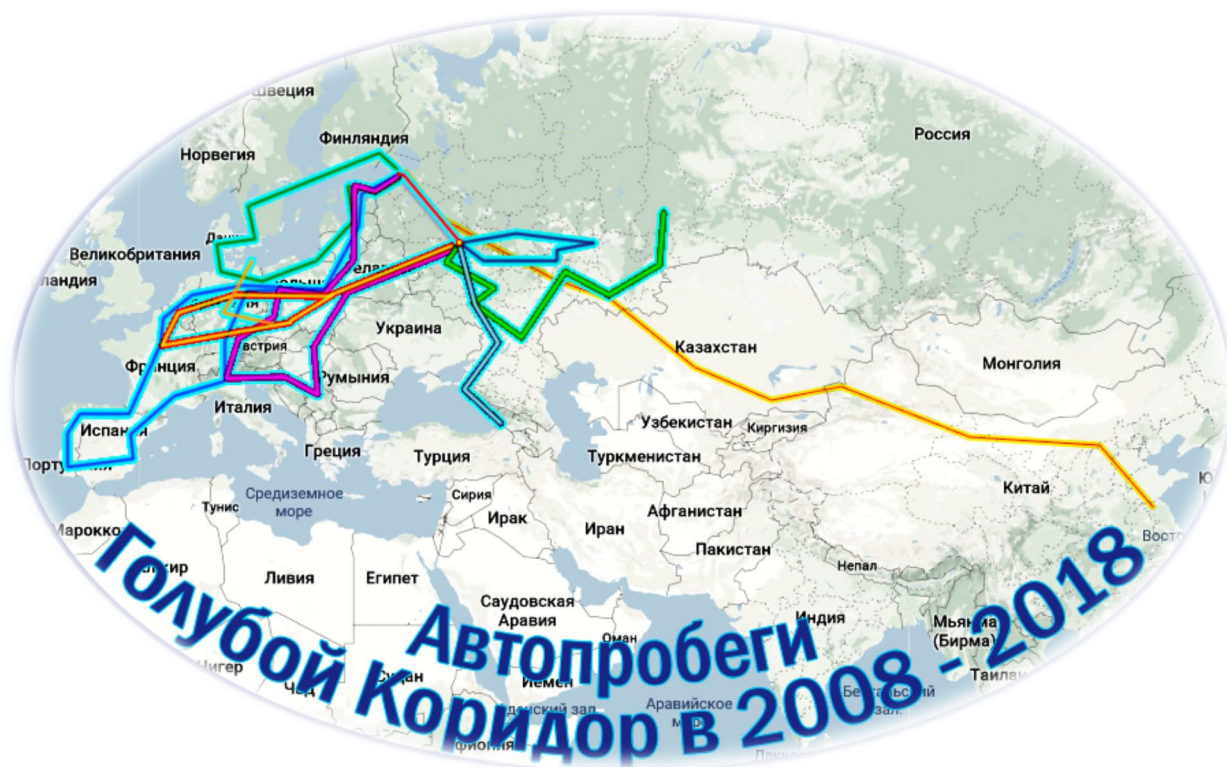 Швеция
Россия
Финляндия
Норвегия
Великобритания
Украина
Казахстан
Монголия
Франция
Румыния
Италия
Узбекистан
Киргизия
Испания
Греция
Турция
Туркменистан
Китай
Средиземное
море
Тунис
Сирия
Ирак
Иран
Афганистан
Марокко
Пакистан
Непал
Ливия
Египет
Саудовская
Аравия
Оман
Индия
Мьянма
(Бирма)
Нигер
Чад
Судан
Йемен
Аравийское
Автопробеги
Голубой Коридор в 2008 - 2018